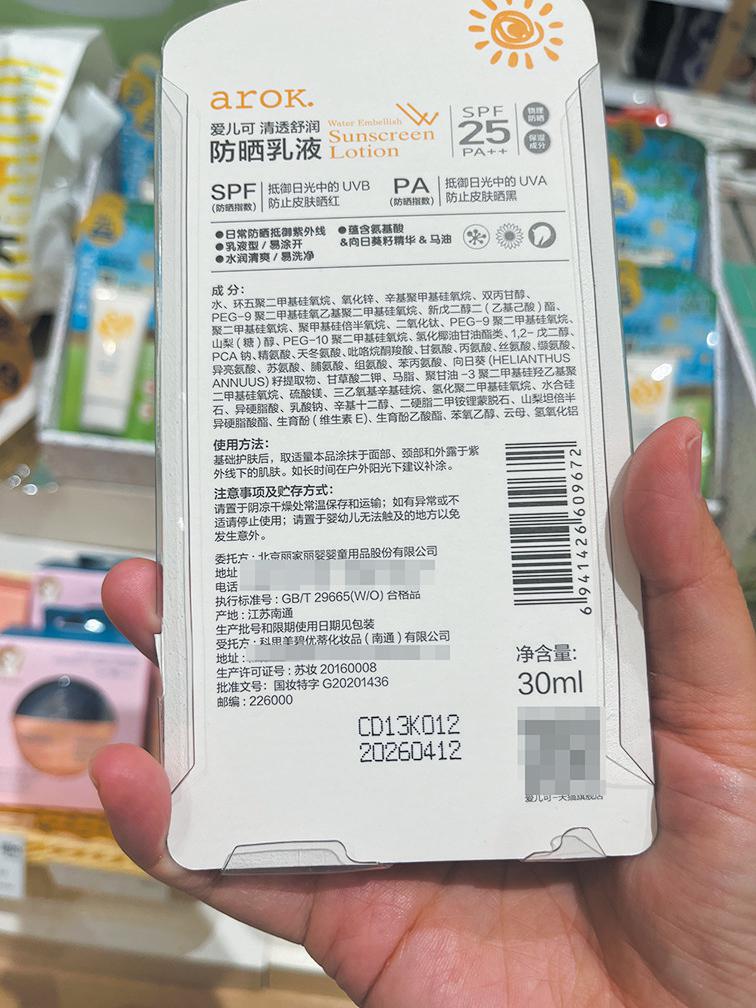 arok.
爱儿可 清透舒润
防晒乳液
Water Embellish
Sunscreen
Lotion
SPF
25
PA++
物理
防晒
保湿
成分
SPF
(防晒指数)
抵御日光中的 UVB
防止皮肤晒红
PA
(防晒指数)
抵御日光中的 UVA
防止皮肤晒黑
●日常防晒抵御紫外线
●乳液型 / 易涂开
●水润清爽 / 易洗净
●蕴含氨基酸
&向日葵籽精华 & 马油
成 分：
水、环五聚二甲基硅氧烷、氧化锌、辛基聚甲基硅氧烷、双丙甘醇、
PEG-9 聚二甲基硅氧乙基聚二甲基硅氧烷、新戊二醇二 ( 乙基己酸 ) 酯、
聚二甲基硅氧烷、聚甲基倍半氧烷、二氧化钛、PEG-9 聚二甲基硅氧烷、
山梨（糖）醇、PEG-10 聚二甲基硅氧烷、氢化椰油甘油酯类、1,2- 戊二醇、
PCA 钠、精氨酸、天冬氨酸、吡咯烷酮羧酸、甘氨酸、丙氨酸、丝氨酸、缬氨酸、
异亮氨酸、苏氨酸、脯氨酸、组氨酸、苯丙氨酸、向日葵 (HELIANTHUS
ANNUUS) 籽提取物、甘草酸二钾、马脂、聚甘油 -3 聚二甲基硅羟乙基聚
二甲基硅氧烷、硫酸镁、三乙氧基辛基硅烷、氢化聚二甲基硅氧烷、水合硅
石、异硬脂酸、乳酸钠、辛基十二醇、二硬脂二甲铵锂蒙脱石、山梨坦倍半
异硬脂酸酯、生育酚 ( 维生素 E)、生育酚乙酸酯、苯氧乙醇、云母、氢氧化铝
使用方法：
基础护肤后，取适量本品涂抹于面部、颈部和外露于紫
外线下的肌肤。如长时间在户外阳光下建议补涂。
注意事项及贮存方式：
请置于阴凉干燥处常温保存和运输；如有异常或不
适请停止使用；请置于婴幼儿无法触及的地方以免
发生意外。
委托方：北京丽家丽婴婴童用品股份有限公司
地址
电话
执行标准号：GB/T 29665(W/O) 合格品
产地：江苏南通
生产批号和限期使用日期见包装
受托方：科思美碧优蒂化妆品（南通）有限公司
地址：
生产许可证号：苏妆 20160008
批准文号：国妆特字 G20201436
邮编：226000
6 941426 609672
净含量:
30ml
CD13K012
20260412
爱儿可-天猫旗舰店